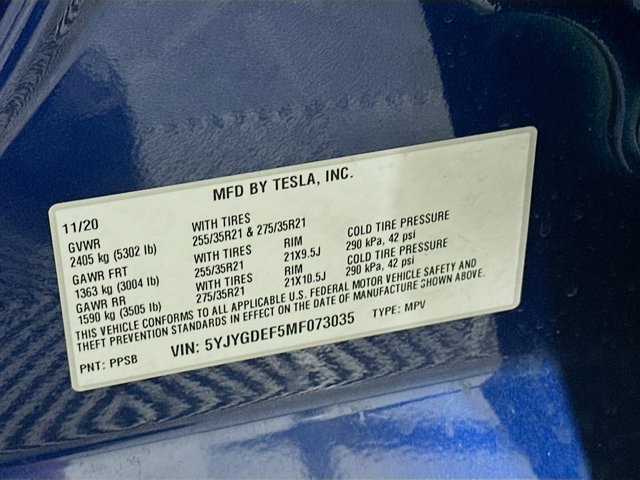 MFD BY TESLA, INC.
11/20
GVWR WITH TIRES
2405 kg (5302 lb) 255/35R21 & 275/35R21
GAWR FRT WITH TIRES RIM COLD TIRE PRESSURE
1363 kg (3004 lb) 255/35R21 21X9.5J 290 kPa, 42 psi
GAWR RR WITH TIRES RIM COLD TIRE PRESSURE
1590 kg (3505 lb) 275/35R21 21X10.5J 290 kPa, 42 psi
THIS VEHICLE CONFORMS TO ALL APPLICABLE U.S. FEDERAL MOTOR VEHICLE SAFETY AND
THEFT PREVENTION STANDARDS IN EFFECT ON THE DATE OF MANUFACTURE SHOWN ABOVE.
PNT: PPSB VIN: 5YJYGDEF5MF073035 TYPE: MPV